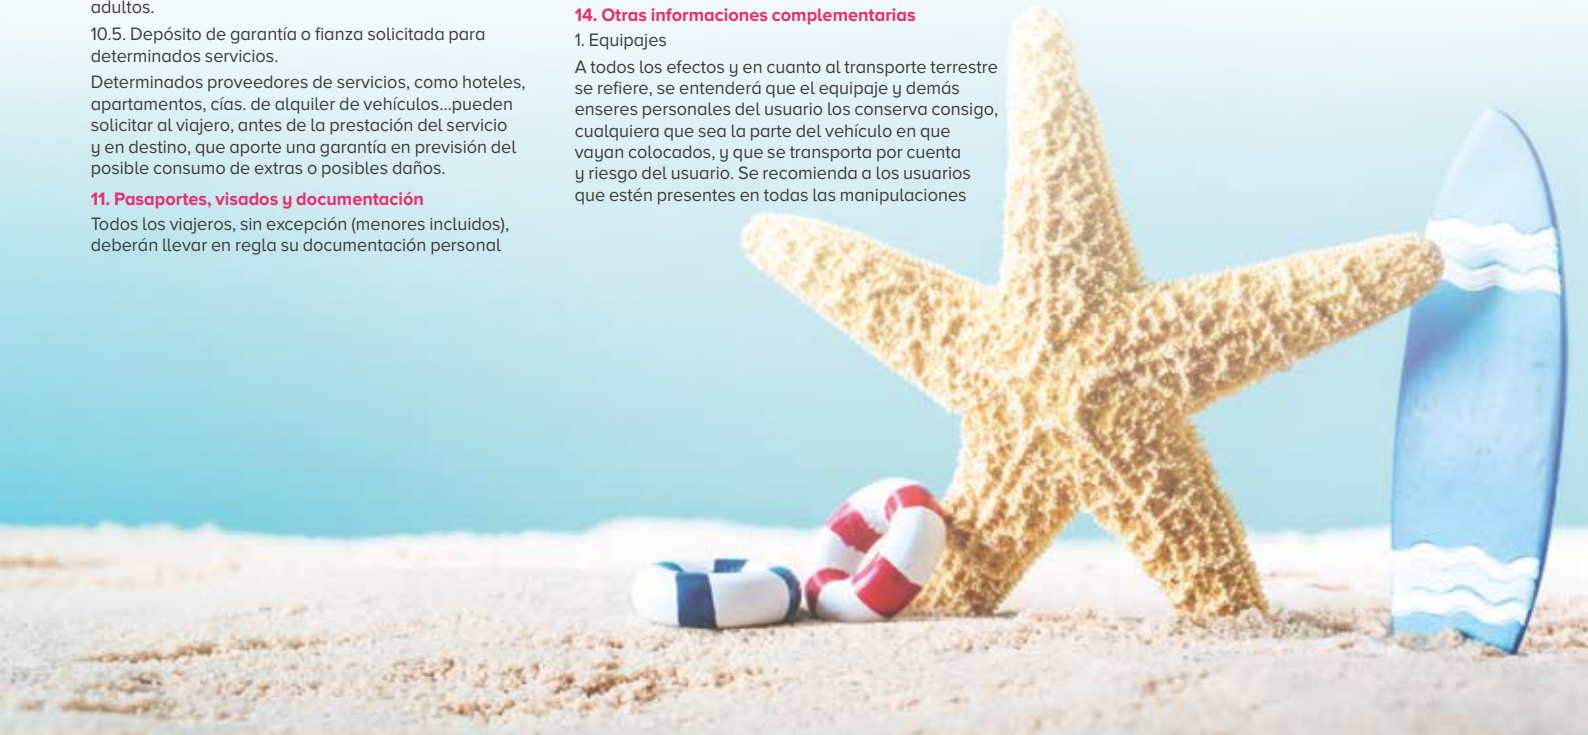 adultos.
10.5. Depósito de garantía o fianza solicitada para
determinados servicios.
Determinados proveedores de servicios, como hoteles,
apartamentos, cías. de alquiler de vehículos...pueden
solicitar al viajero, antes de la prestación del servicio
y en destino, que aporte una garantía en previsión del
posible consumo de extras o posibles daños.
11. Pasaportes, visados y documentación
Todos los viajeros, sin excepción (menores incluidos),
deberán llevar en regla su documentación personal
14. Otras informaciones complementarias
1. Equipajes
A todos los efectos y en cuanto al transporte terrestre
se refiere, se entenderá que el equipaje y demás
enseres personales del usuario los conserva consigo,
cualquiera que sea la parte del vehículo en que
vayan colocados, y que se transporta por cuenta
y riesgo del usuario. Se recomienda a los usuarios
que estén presentes en todas las manipulaciones